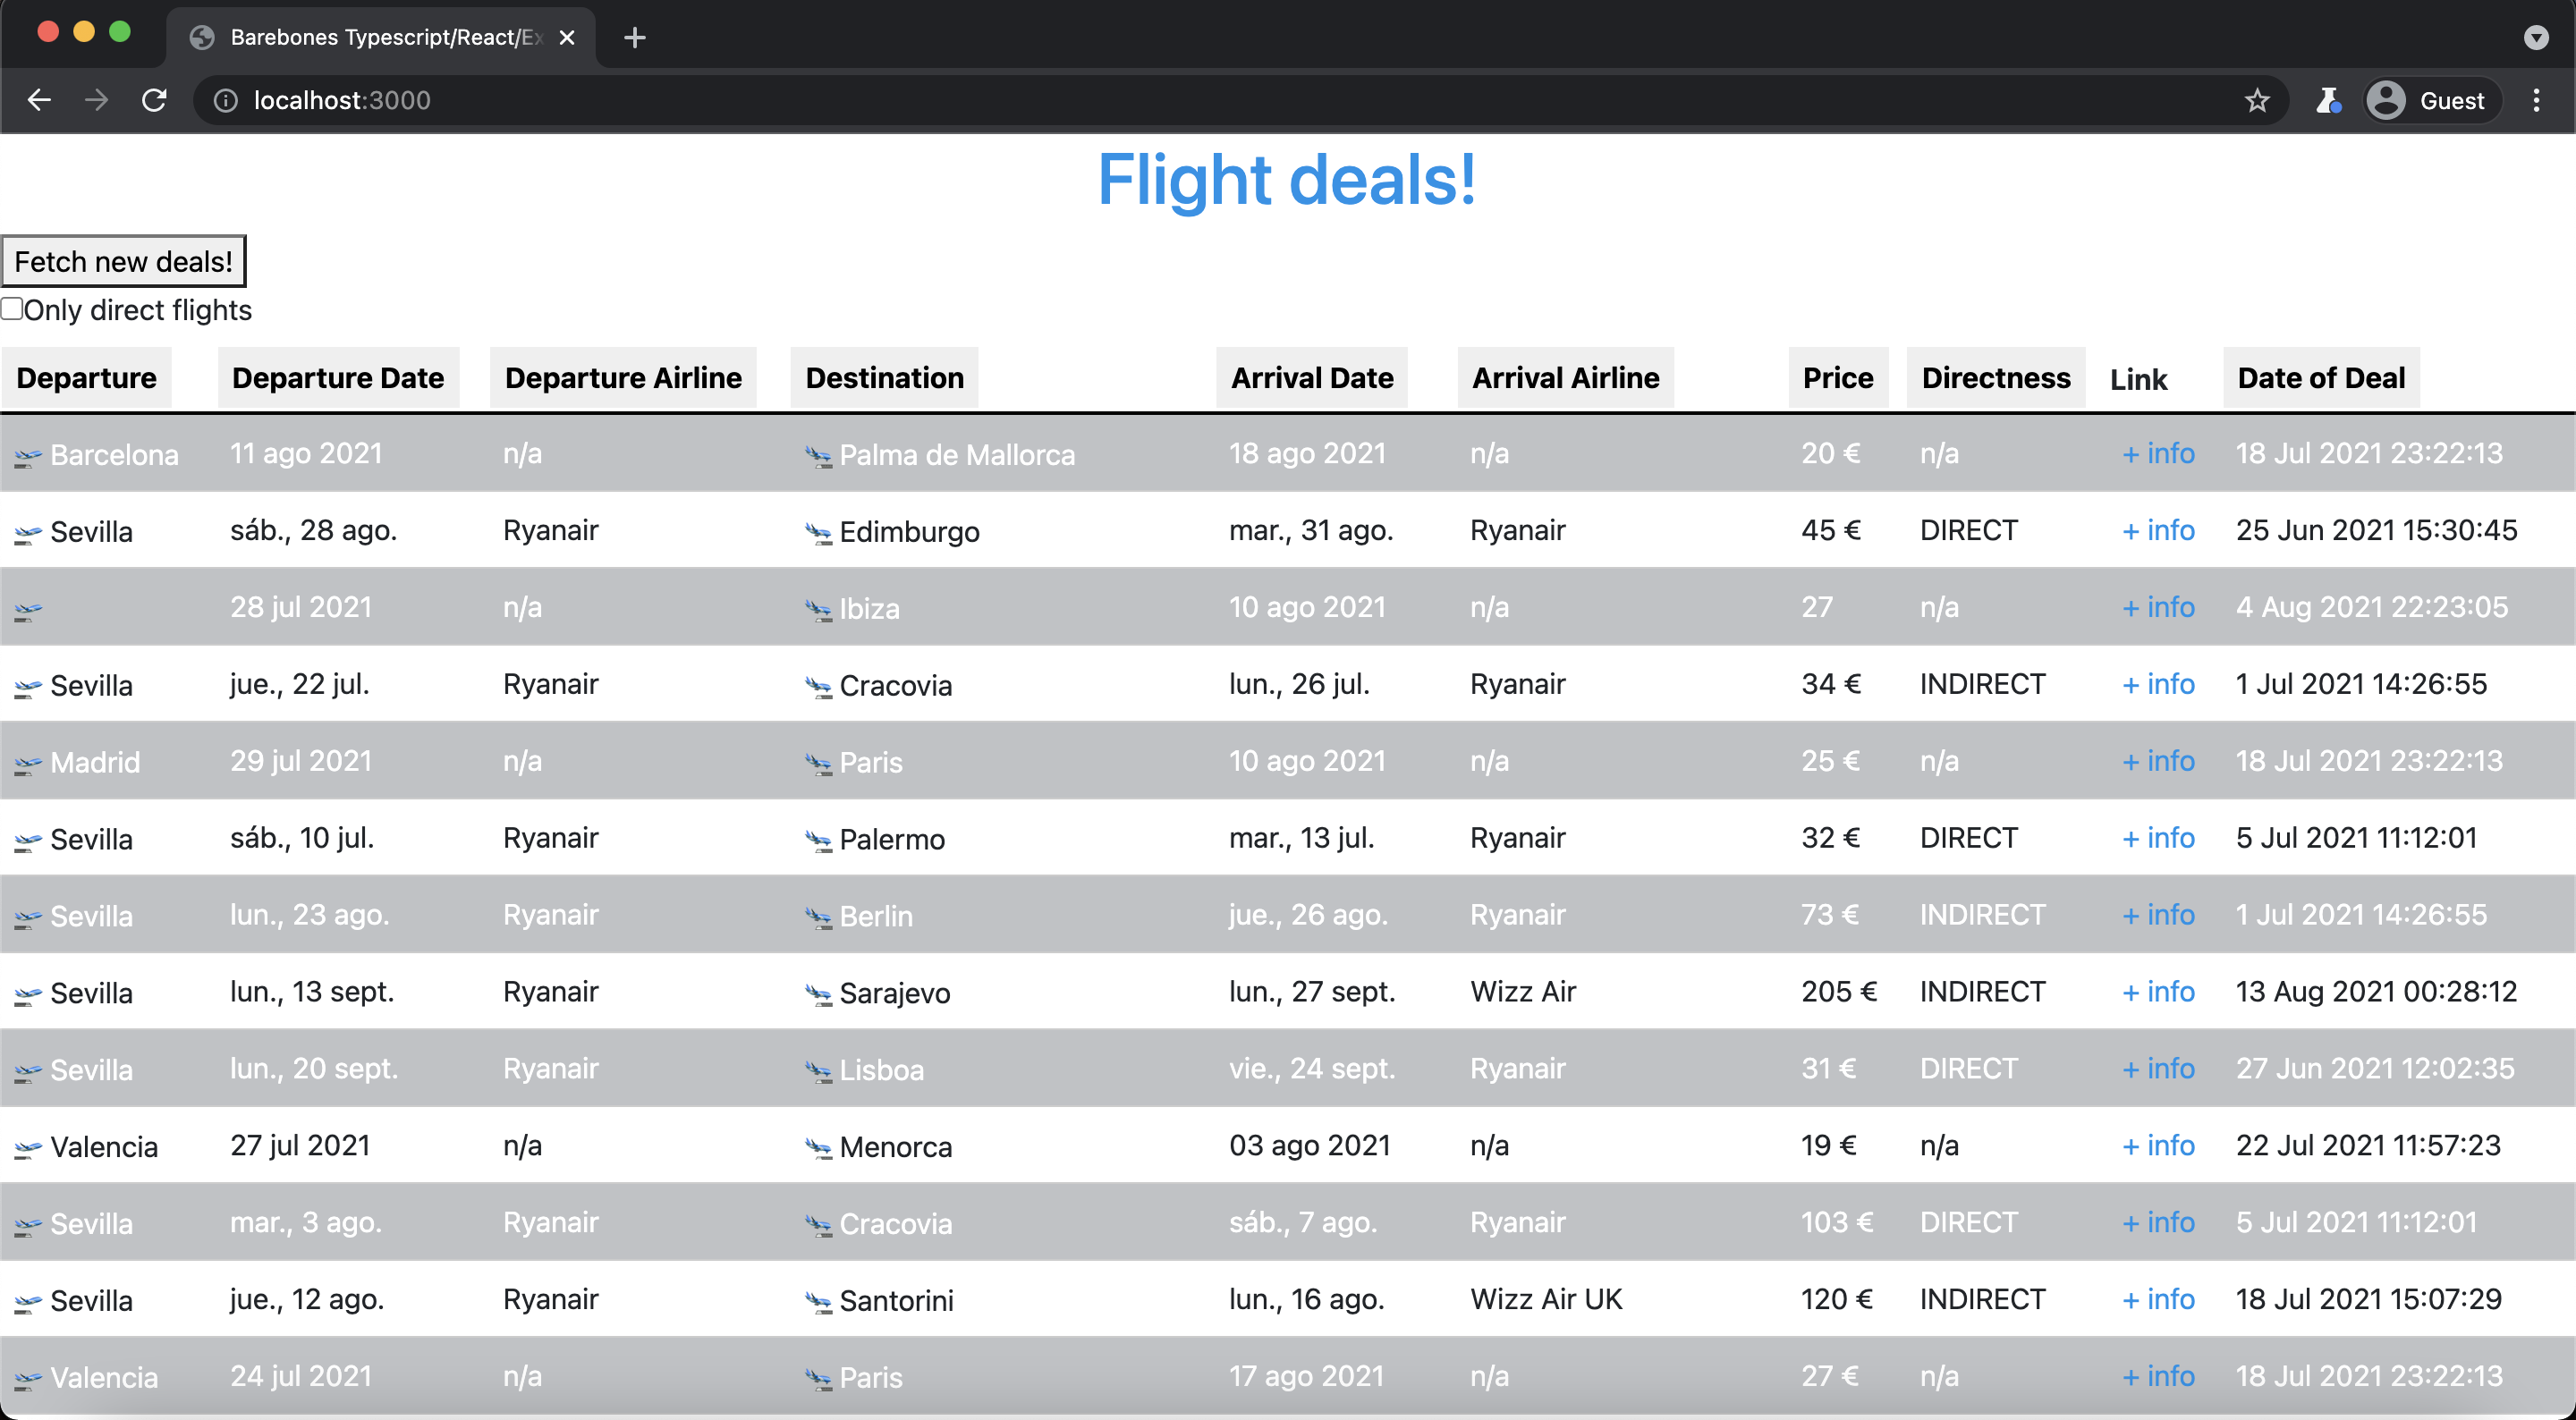 Barebones Typescript/React/Ex
localhost:3000
Guest
Flight deals!
Fetch new deals!
Only direct flights
Departure Departure Date Departure Airline Destination Arrival Date Arrival Airline Price Directness Link Date of Deal
Barcelona 11 ago 2021 n/a Palma de Mallorca 18 ago 2021 n/a 20 € n/a + info 18 Jul 2021 23:22:13
Sevilla sáb., 28 ago. Ryanair Edimburgo mar., 31 ago. Ryanair 45 € DIRECT + info 25 Jun 2021 15:30:45
28 jul 2021 n/a Ibiza 10 ago 2021 n/a 27 n/a + info 4 Aug 2021 22:23:05
Sevilla jue., 22 jul. Ryanair Cracovia lun., 26 jul. Ryanair 34 € INDIRECT + info 1 Jul 2021 14:26:55
Madrid 29 jul 2021 n/a Paris 10 ago 2021 n/a 25 € n/a + info 18 Jul 2021 23:22:13
Sevilla sáb., 10 jul. Ryanair Palermo mar., 13 jul. Ryanair 32 € DIRECT + info 5 Jul 2021 11:12:01
Sevilla lun., 23 ago. Ryanair Berlin jue., 26 ago. Ryanair 73 € INDIRECT + info 1 Jul 2021 14:26:55
Sevilla lun., 13 sept. Ryanair Sarajevo lun., 27 sept. Wizz Air 205 € INDIRECT + info 13 Aug 2021 00:28:12
Sevilla lun., 20 sept. Ryanair Lisboa vie., 24 sept. Ryanair 31 € DIRECT + info 27 Jun 2021 12:02:35
Valencia 27 jul 2021 n/a Menorca 03 ago 2021 n/a 19 € n/a + info 22 Jul 2021 11:57:23
Sevilla mar., 3 ago. Ryanair Cracovia sáb., 7 ago. Ryanair 103 € DIRECT + info 5 Jul 2021 11:12:01
Sevilla jue., 12 ago. Ryanair Santorini lun., 16 ago. Wizz Air UK 120 € INDIRECT + info 18 Jul 2021 15:07:29
Valencia 24 jul 2021 n/a Paris 17 ago 2021 n/a 27 € n/a + info 18 Jul 2021 23:22:13